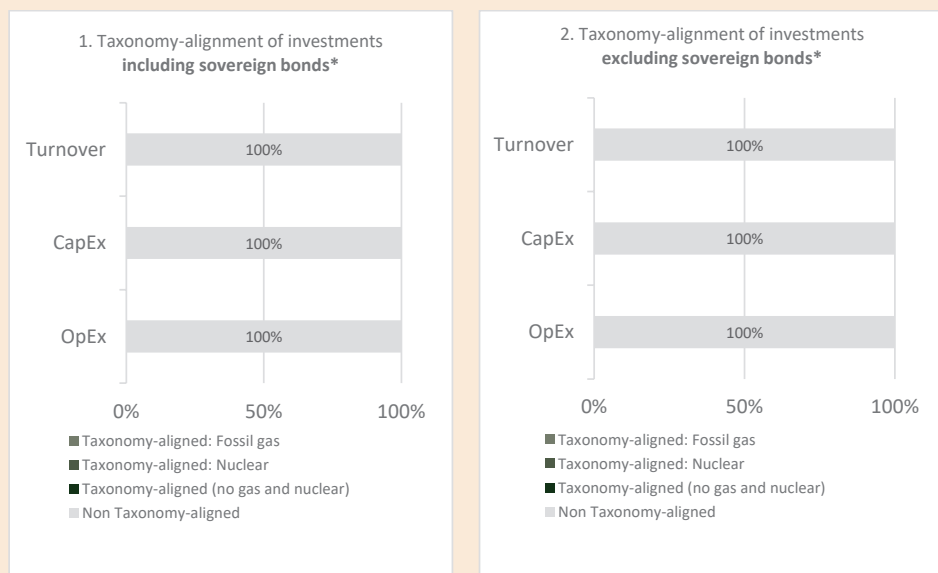 1. Taxonomy-alignment of investments
including sovereign bonds*
Turnover
100%
CapEx
100%
OpEx
100%
0%
50%
100%
Taxonomy-aligned: Fossil gas
Taxonomy-aligned: Nuclear
Taxonomy-aligned (no gas and nuclear)
Non Taxonomy-aligned
2. Taxonomy-alignment of investments
excluding sovereign bonds*
Turnover
100%
CapEx
100%
OpEx
100%
0%
50%
100%
Taxonomy-aligned: Fossil gas
Taxonomy-aligned: Nuclear
Taxonomy-aligned (no gas and nuclear)
Non Taxonomy-aligned